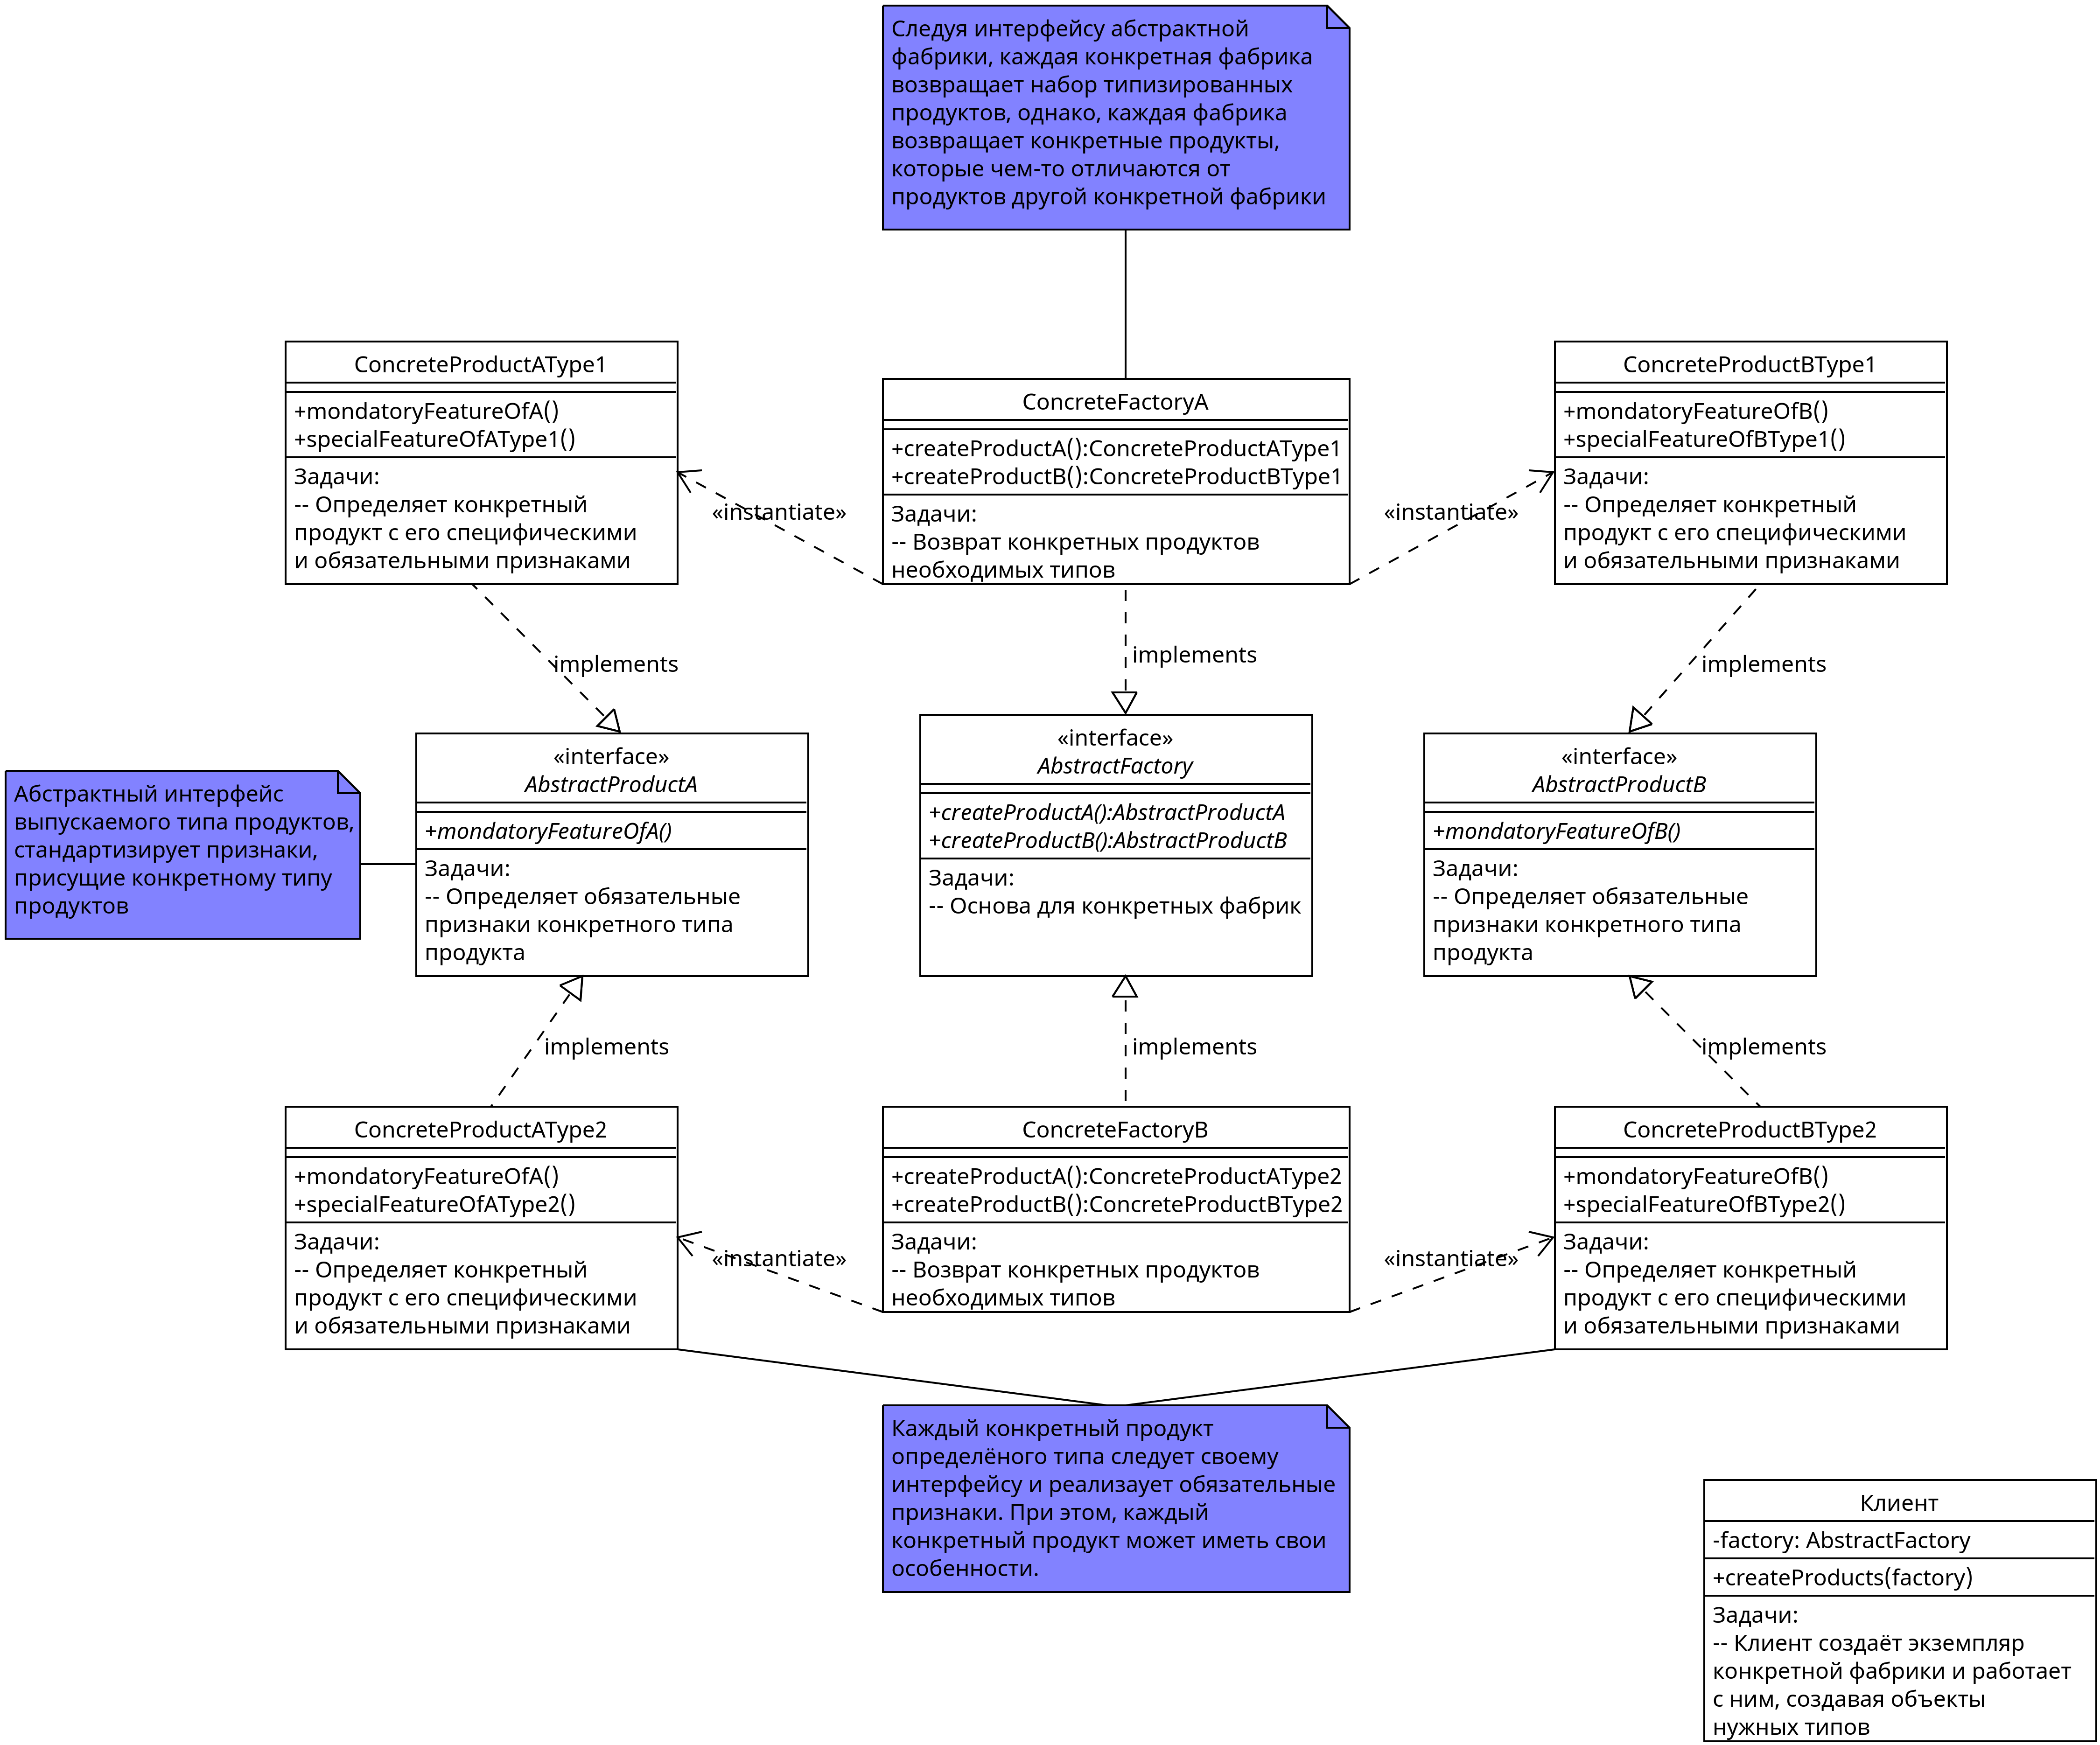 Следуя интерфейсу абстрактной
фабрики, каждая конкретная фабрика
возвращает набор типизированных
продуктов, однако, каждая фабрика
возвращает конкретные продукты,
которые чем-то отличаются от
продуктов другой конкретной фабрики
ConcreteProductAType1
+mondatoryFeatureOfA()
+specialFeatureOfAType1()
Задачи:
-- Определяет конкретный
продукт с его специфическими
и обязательными признаками
«instantiate»
ConcreteFactoryA
+createProductA():ConcreteProductAType1
+createProductB():ConcreteProductBType1
Задачи:
-- Возврат конкретных продуктов
необходимых типов
«instantiate»
ConcreteProductBType1
+mondatoryFeatureOfB()
+specialFeatureOfBType1()
Задачи:
-- Определяет конкретный
продукт с его специфическими
и обязательными признаками
implements
implements
implements
Абстрактный интерфейс
выпускаемого типа продуктов,
стандартизирует признаки,
присущие конкретному типу
продуктов
«interface»
AbstractProductA
+mondatoryFeatureOfA()
Задачи:
-- Определяет обязательные
признаки конкретного типа
продукта
«interface»
AbstractFactory
+createProductA():AbstractProductA
+createProductB():AbstractProductB
Задачи:
-- Основа для конкретных фабрик
«interface»
AbstractProductB
+mondatoryFeatureOfB()
Задачи:
-- Определяет обязательные
признаки конкретного типа
продукта
implements
implements
implements
ConcreteProductAType2
+mondatoryFeatureOfA()
+specialFeatureOfAType2()
Задачи:
-- Определяет конкретный
продукт с его специфическими
и обязательными признаками
«instantiate»
ConcreteFactoryB
+createProductA():ConcreteProductAType2
+createProductB():ConcreteProductBType2
Задачи:
-- Возврат конкретных продуктов
необходимых типов
«instantiate»
ConcreteProductBType2
+mondatoryFeatureOfB()
+specialFeatureOfBType2()
Задачи:
-- Определяет конкретный
продукт с его специфическими
и обязательными признаками
Каждый конкретный продукт
определёного типа следует своему
интерфейсу и реализаует обязательные
признаки. При этом, каждый
конкретный продукт может иметь свои
особенности.
Клиент
-factory: AbstractFactory
+createProducts(factory)
Задачи:
-- Клиент создаёт экземпляр
конкретной фабрики и работает
с ним, создавая объекты
нужных типов